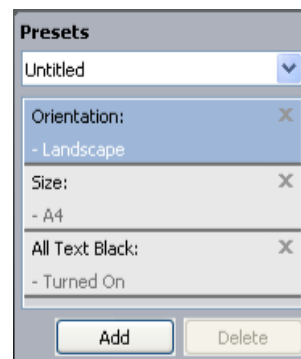 Presets
Untitled
Orientation:
- Landscape
Size:
- A4
All Text Black:
- Turned On
Add
Delete